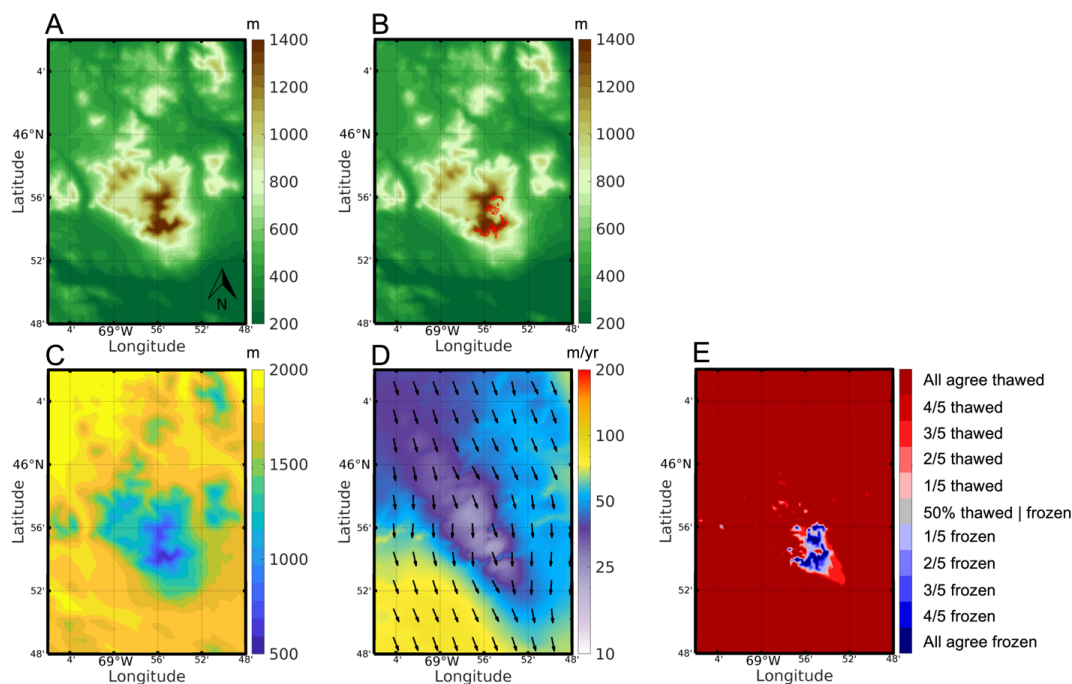 A
m
B
m
1400
1200
1000
800
600
400
200
1400
1200
1000
800
600
400
200
4'
46°N
56'
52'
48'
Latitude
4'
46°N
56'
52'
48'
Latitude
N
4'
69°W
56'
52'
48'
Longitude
4'
69°W
56'
52'
48'
Longitude
C
m
D
m/yr
E
2000
1500
1000
500
200
100
50
25
10
4'
46°N
56'
52'
48'
Latitude
4'
46°N
56'
52'
48'
Latitude
4'
46°N
56'
52'
48'
Latitude
All agree thawed
4/5 thawed
3/5 thawed
2/5 thawed
1/5 thawed
50% thawed | frozen
1/5 frozen
2/5 frozen
3/5 frozen
4/5 frozen
All agree frozen
4'
69°W
56'
52'
48'
Longitude
4'
69°W
56'
52'
48'
Longitude
4'
69°W
56'
52'
48'
Longitude